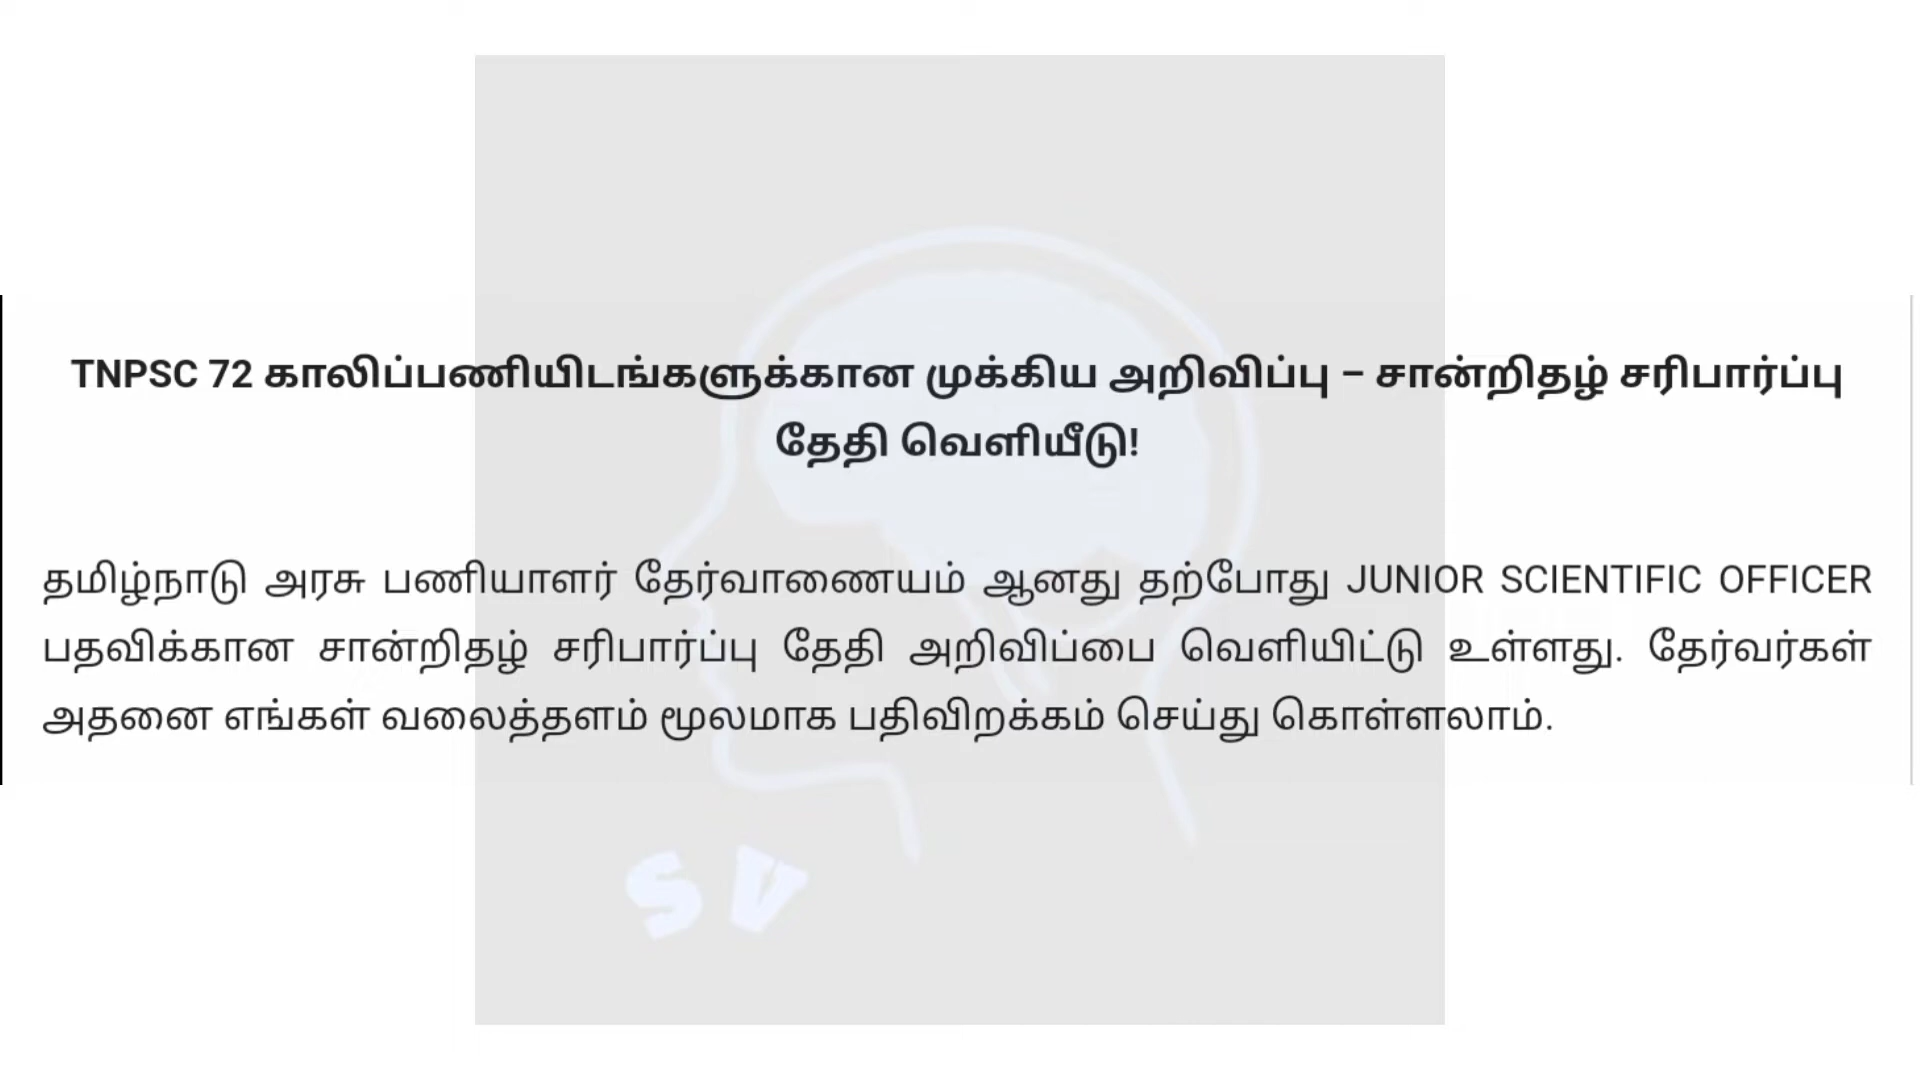 TNPSC 72 காலிப்பணியிடங்களுக்கான முக்கிய அறிவிப்பு – சான்றிதழ் சரிபார்ப்பு
தேதி வெளியீடு!
தமிழ்நாடு அரசு பணியாளர் தேர்வாணையம் ஆனது தற்போது JUNIOR SCIENTIFIC OFFICER
பதவிக்கான சான்றிதழ் சரிபார்ப்பு தேதி அறிவிப்பை வெளியிட்டு உள்ளது. தேர்வர்கள்
அதனை எங்கள் வலைத்தளம் மூலமாக பதிவிறக்கம் செய்து கொள்ளலாம்.
S V